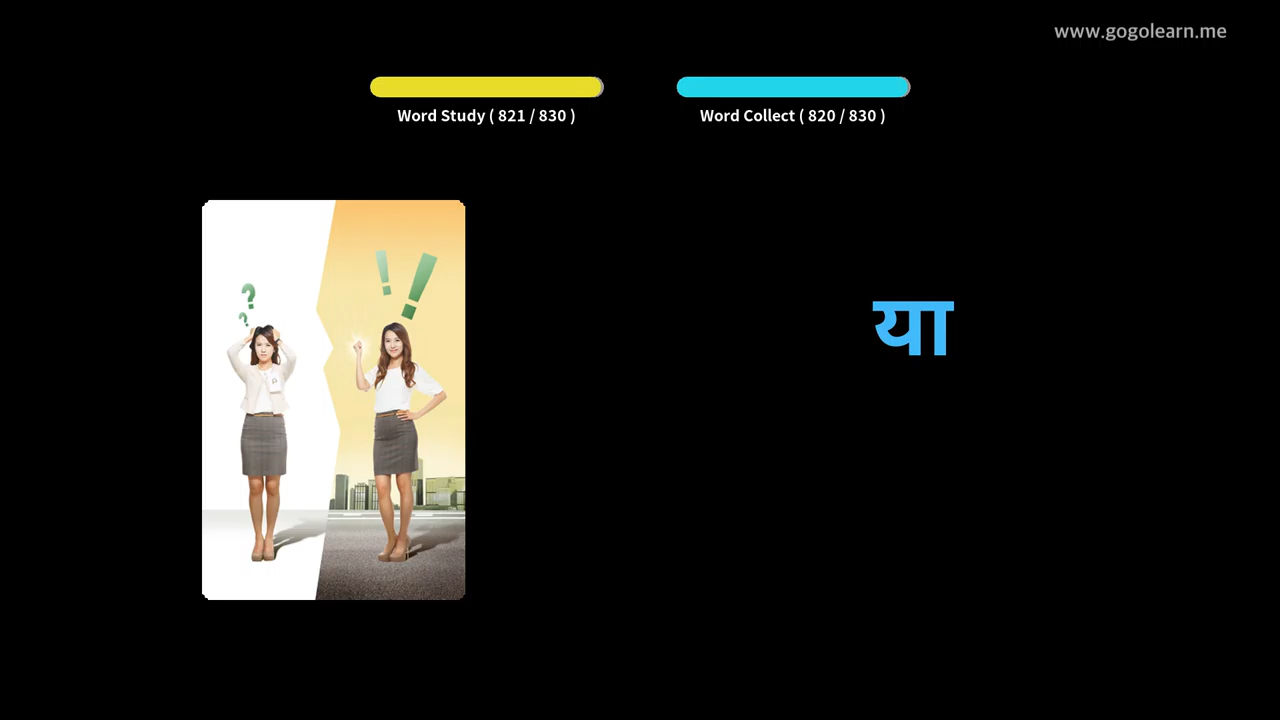 www.gogolearn.me
Word Study ( 821 / 830 )
Word Collect ( 820 / 830 )
? ? ! !
या